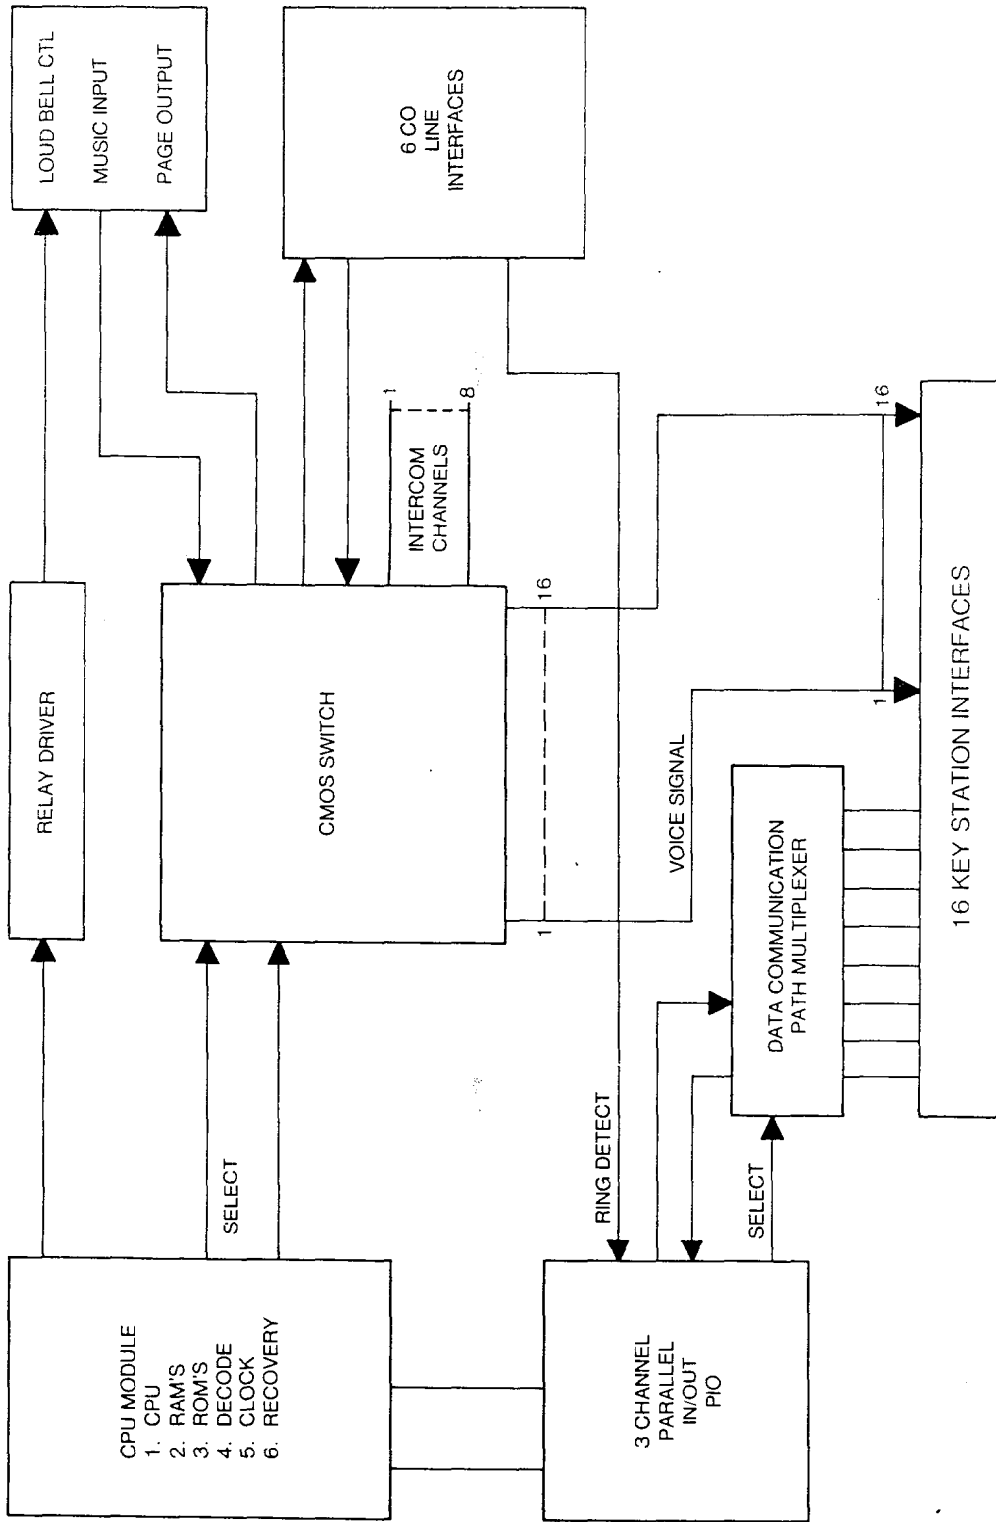 CPU MODULE
1. CPU
2. RAM'S
3. ROM'S
4. DECODE
5. CLOCK
6. RECOVERY
RELAY DRIVER
LOUD BELL CTL
MUSIC INPUT
PAGE OUTPUT
SELECT
CMOS SWITCH
6 CO
LINE
INTERFACES
INTERCOM
CHANNELS
1
8
1
16
RING DETECT
VOICE SIGNAL
3 CHANNEL
PARALLEL
IN/OUT
PIO
SELECT
DATA COMMUNICATION
PATH MULTIPLEXER
1
16
16 KEY STATION INTERFACES